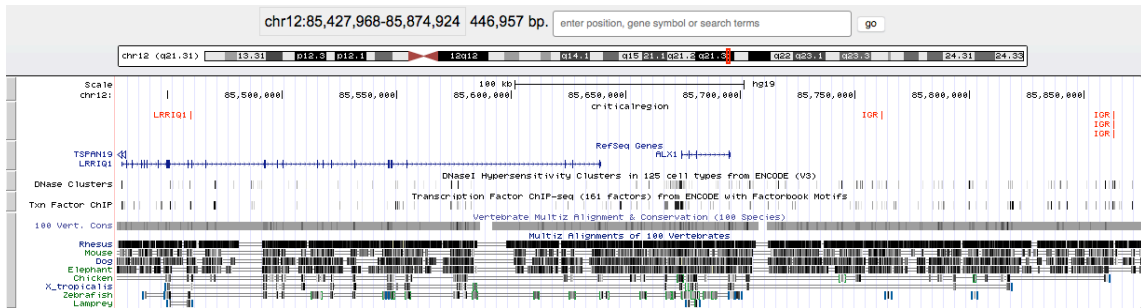 chr12:85,427,968-85,874,924 446,957 bp. enter position, gene symbol or search terms go
chr12 (q21.31) 13.31 p12.3 p12.1 12q12 q14.1 q15 21.1 q21.2 q21.3 q22 q23.1 q23.3 24.31 24.33
Scale 100 kb hg19
chr12: 85,500,000 85,550,000 85,600,000 85,650,000 85,700,000 85,750,000 85,800,000 85,850,000
criticalregion
LRRIQ1 IGR IGR
IGR
IGR
RefSeq Genes
TSPAN19 ALX1
LRRIQ1
DNaseI Hypersensitivity Clusters in 125 cell types from ENCODE (V3)
DNase Clusters
Transcription Factor ChIP-seq (161 factors) from ENCODE with Factorbook Motifs
Txn Factor ChIP
Vertebrate Multiz Alignment & Conservation (100 Species)
100 Vert. Cons
Multiz Alignments of 100 Vertebrates
Rhesus
Mouse
Dog
Elephant
Chicken
X_tropicalis
Zebrafish
Lamprey